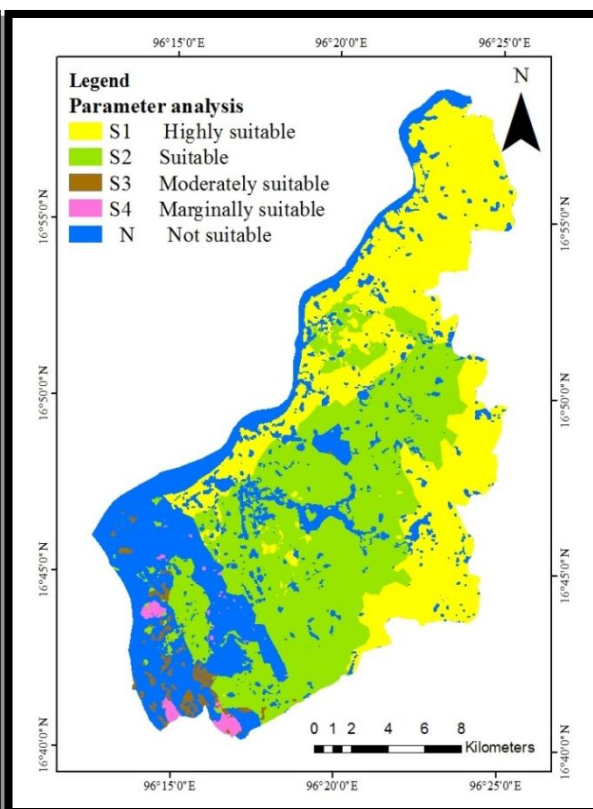 96°15'0"E 96°20'0"E 96°25'0"E
Legend
Parameter analysis
S1 Highly suitable
S2 Suitable
S3 Moderately suitable
S4 Marginally suitable
N Not suitable
N
16°55'0"N 16°55'0"N
16°50'0"N 16°50'0"N
16°45'0"N 16°45'0"N
16°40'0"N 16°40'0"N
0 1 2 4 6 8
Kilometers
96°15'0"E 96°20'0"E 96°25'0"E